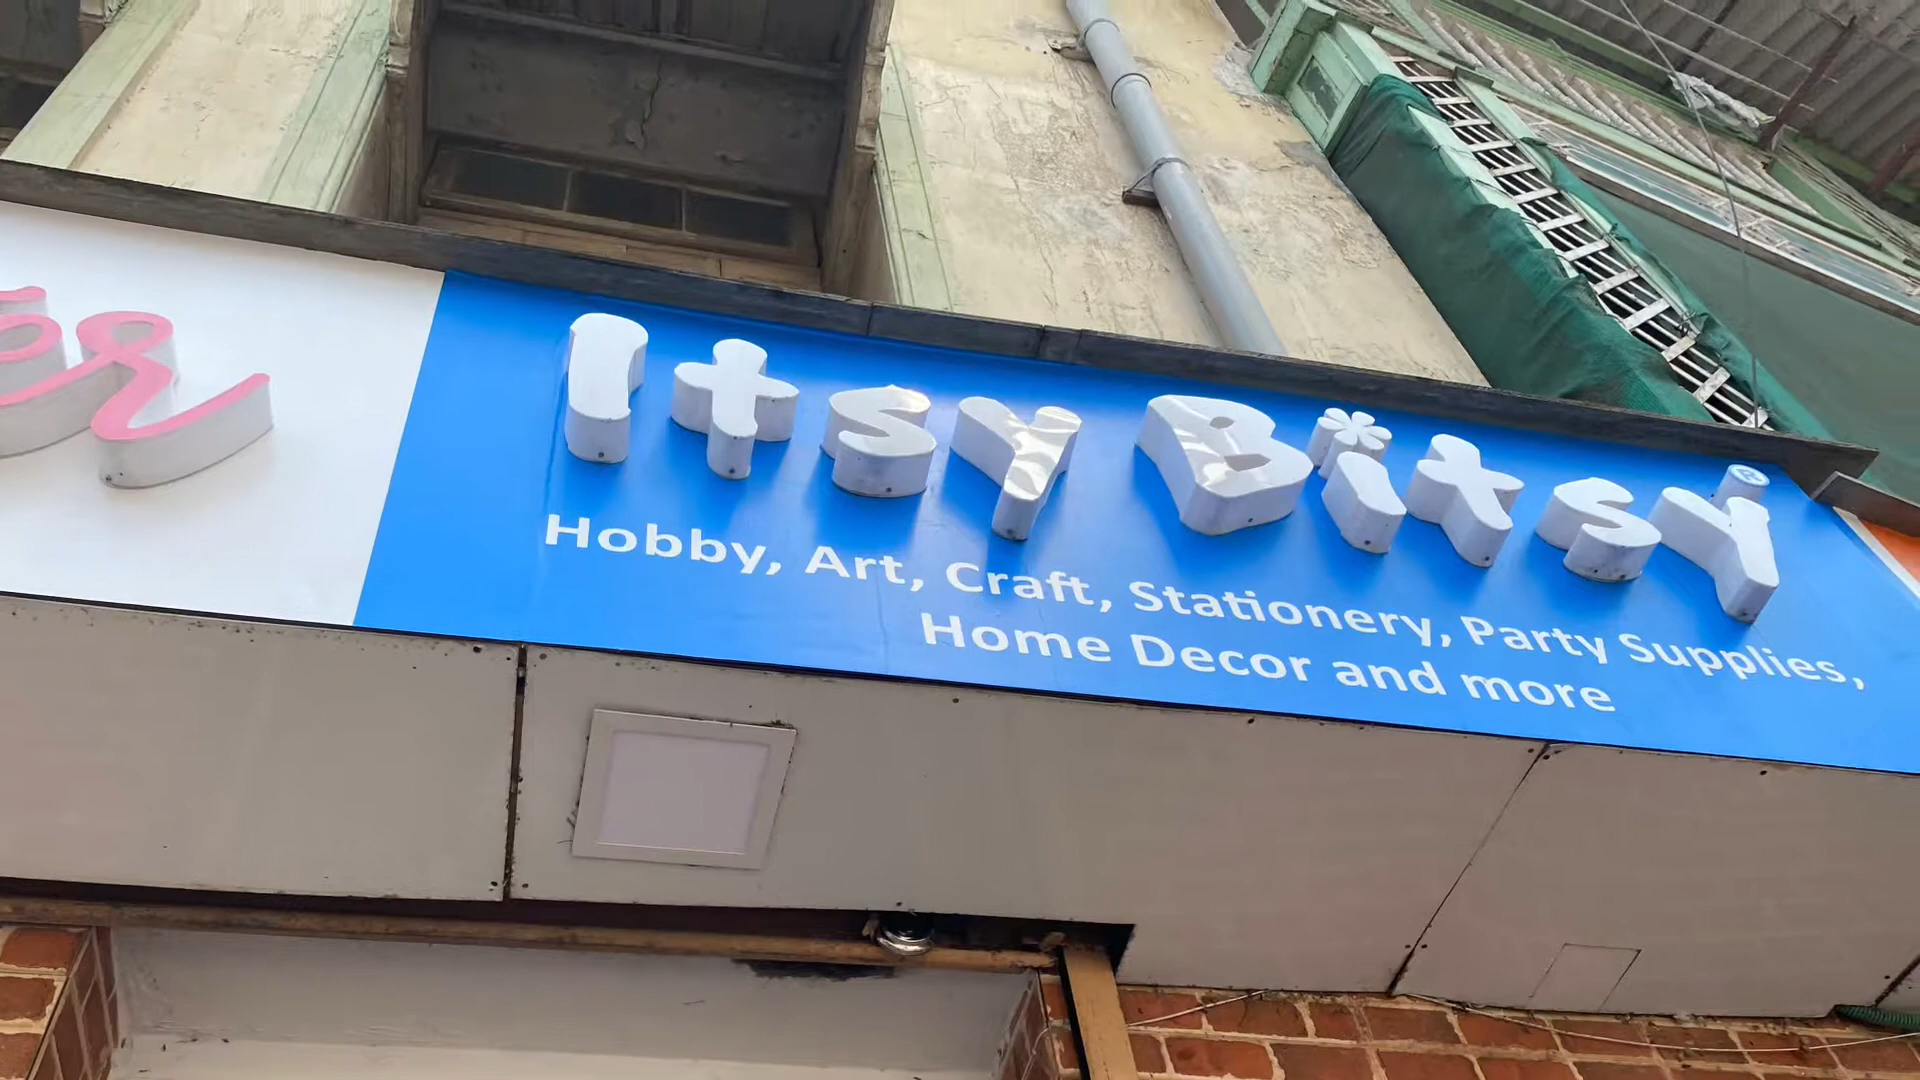 Itsy Bitsy
Hobby, Art, Craft, Stationery, Party Supplies,
Home Decor and more